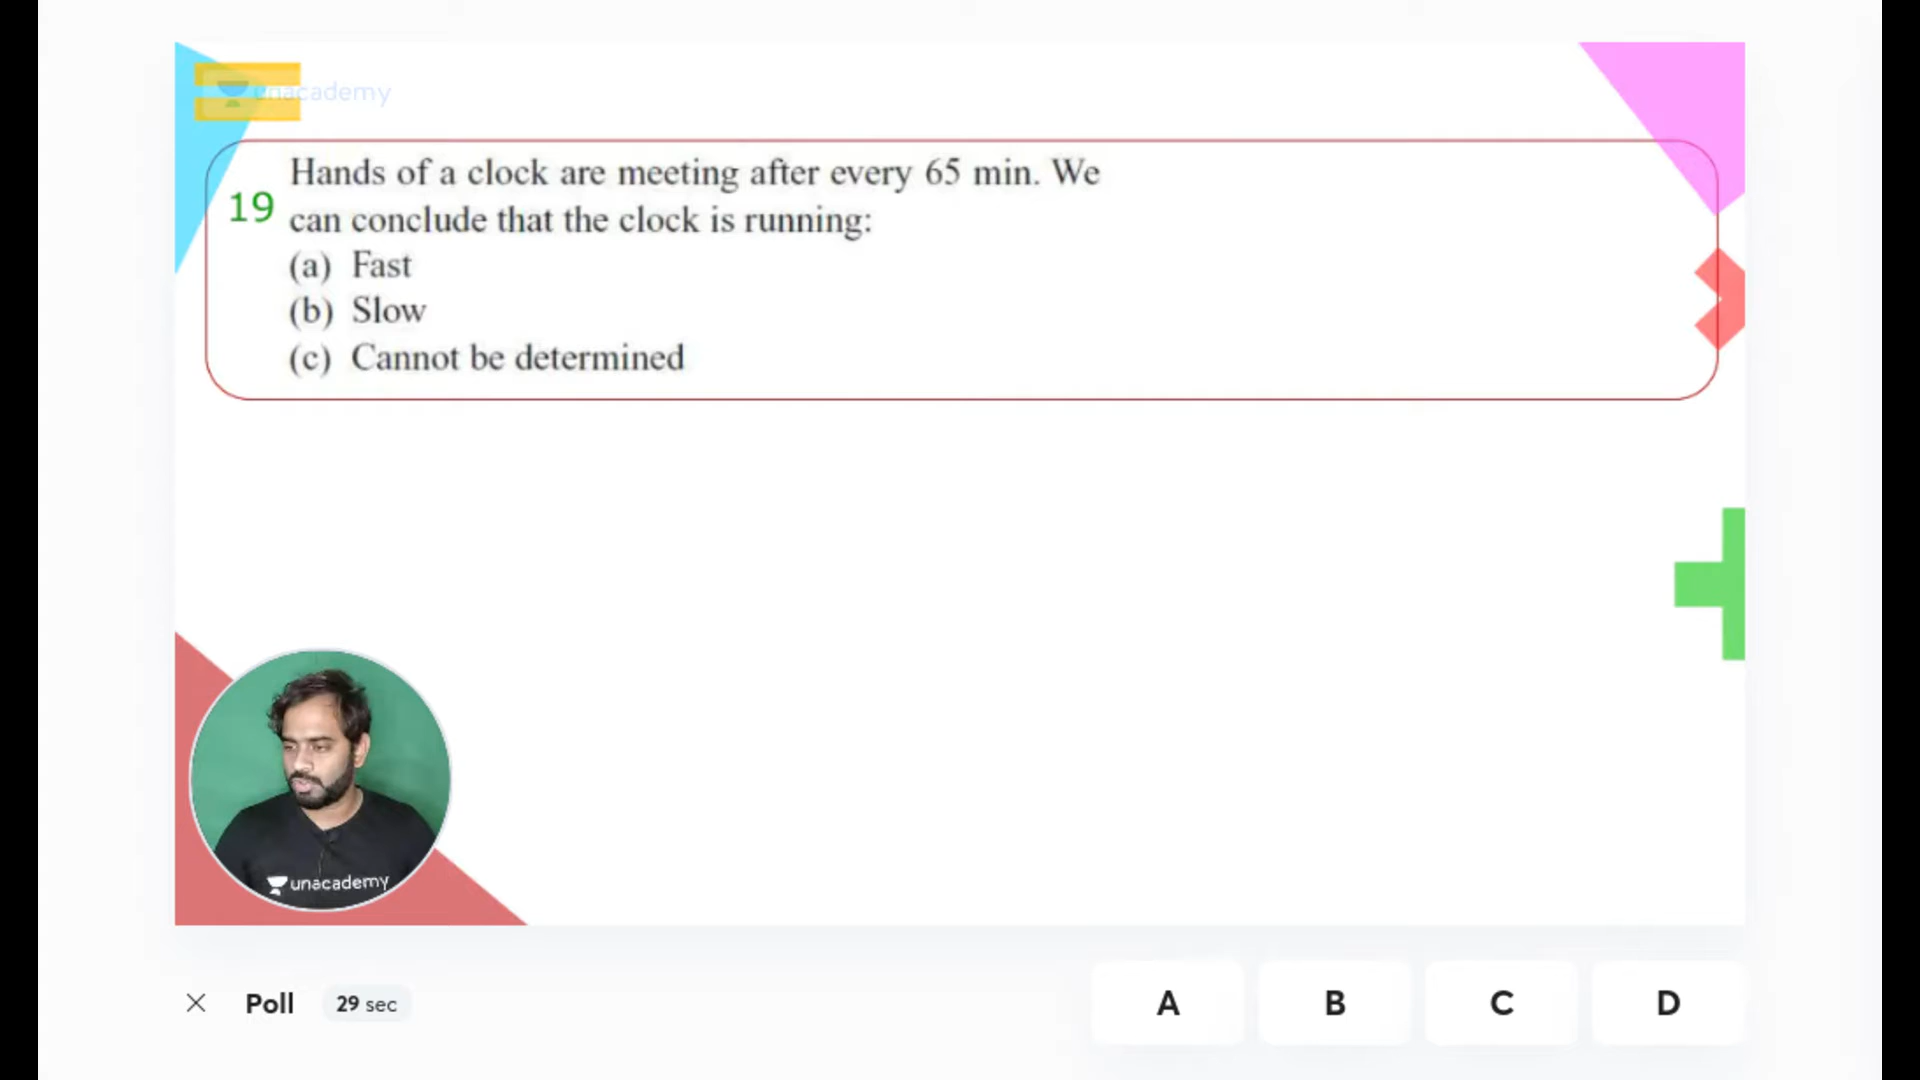 unacademy
19
Hands of a clock are meeting after every 65 min. We
can conclude that the clock is running:
(a) Fast
(b) Slow
(c) Cannot be determined
unacademy
Poll
29 sec
A
B
C
D